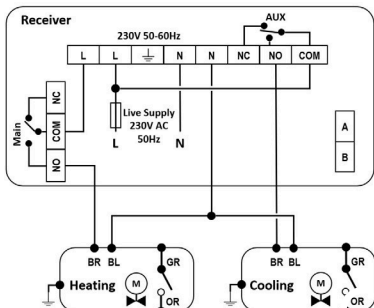 Receiver
230V 50-60Hz
AUX
L L N N NC NO COM
NC
COM
NO
Main
Live Supply
230V AC
50Hz
L N
A
B
BR BL GR
Heating M
OR
BR BL GR
Cooling M
OR